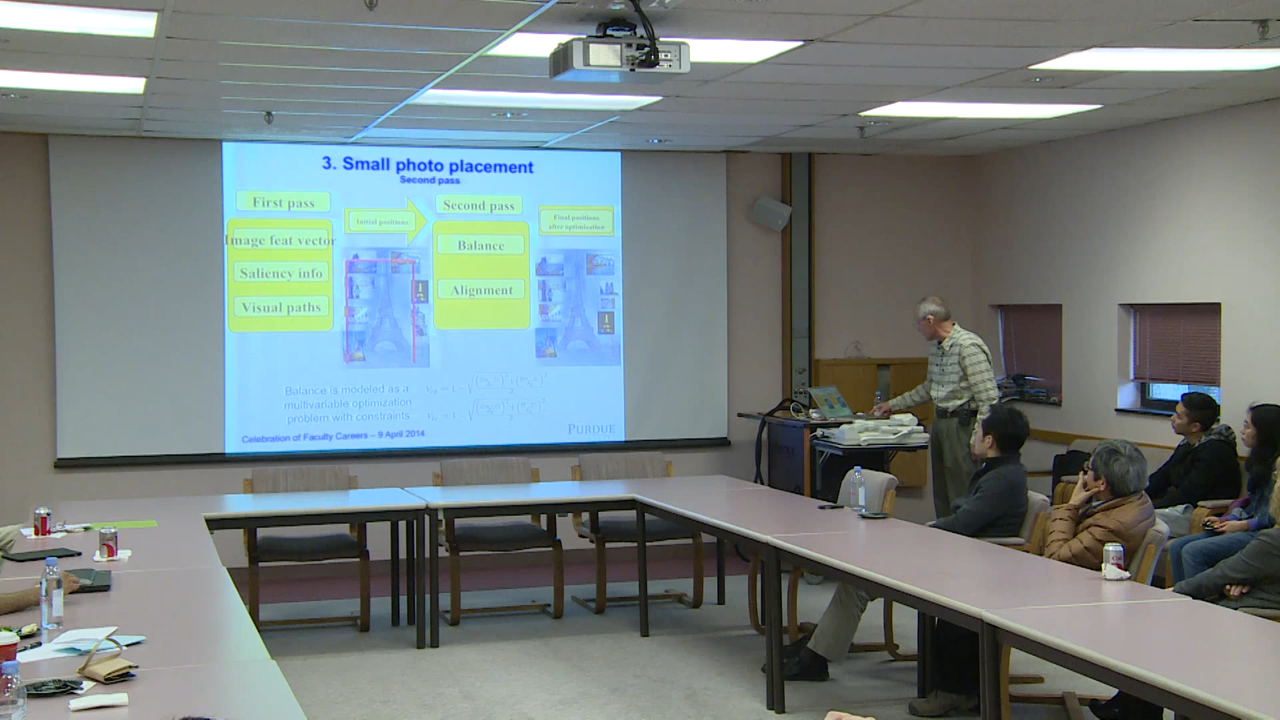 3. Small photo placement
Second pass
First pass
Image feat vector
Saliency info
Visual paths
Initial positions
Second pass
Balance
Alignment
Final positions
after optimization
Balance is modeled as a
multivariable optimization
problem with constraints
Celebration of Faculty Careers – 9 April 2014
PURDUE